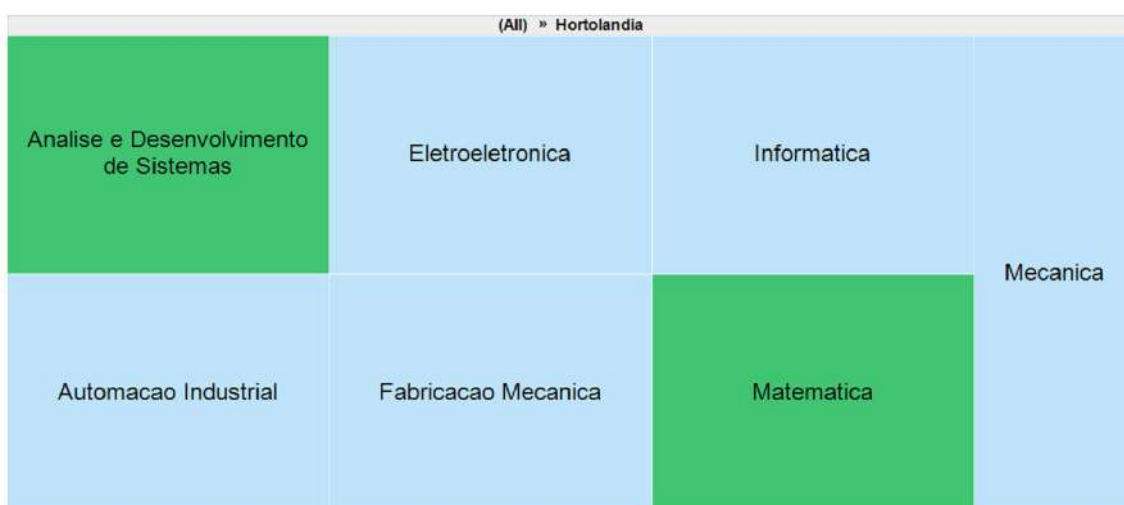 (All) » Hortolandia
Analise e Desenvolvimento
de Sistemas
Eletroeletronica
Informatica
Mecanica
Automacao Industrial
Fabricacao Mecanica
Matematica